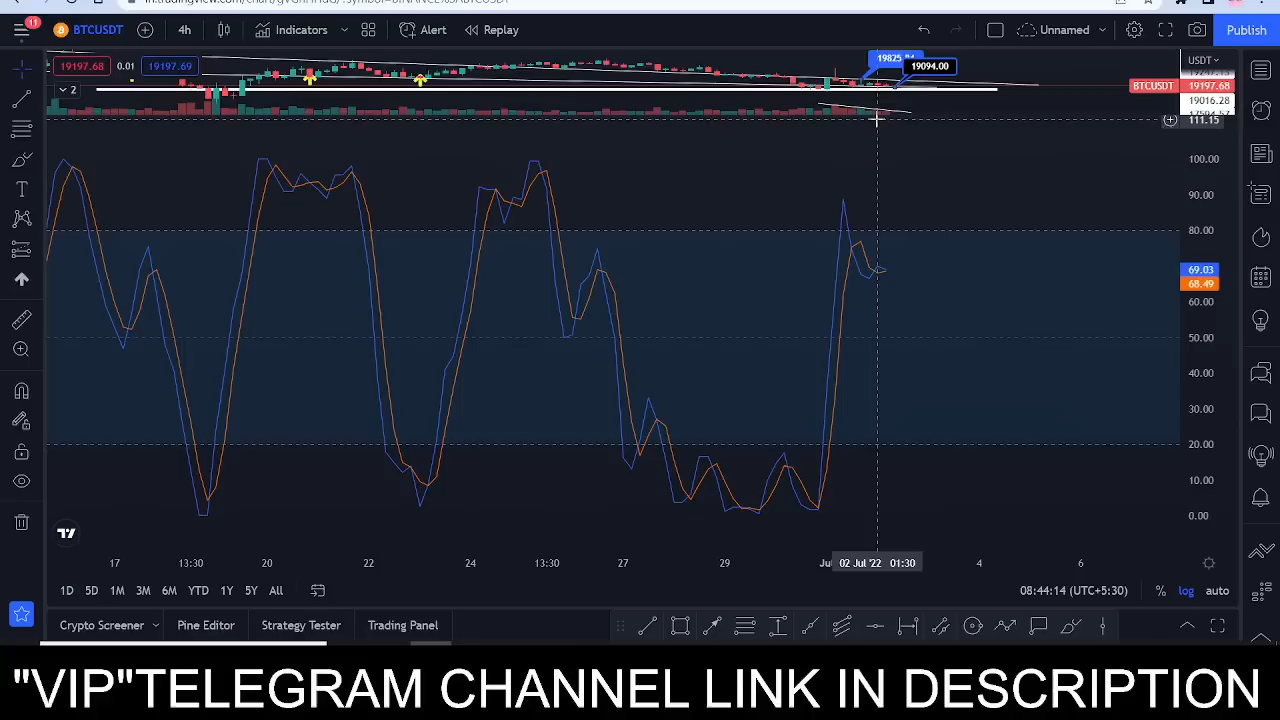 11
BTCUSDT
4h
Indicators
Alert
Replay
Unnamed
Publish
19197.68
0.01
19197.69
19825.84
19094.00
USDT
2
BTCUSDT
19197.68
19016.28
111.15
100.00
90.00
80.00
69.03
68.49
60.00
50.00
40.00
30.00
20.00
10.00
0.00
17
13:30
20
22
24
13:30
27
29
02 Jul '22 01:30
4
6
1D
5D
1M
3M
6M
YTD
1Y
5Y
All
08:44:14 (UTC+5:30)
%
log
auto
Crypto Screener
Pine Editor
Strategy Tester
Trading Panel
"VIP"TELEGRAM CHANNEL LINK IN DESCRIPTION